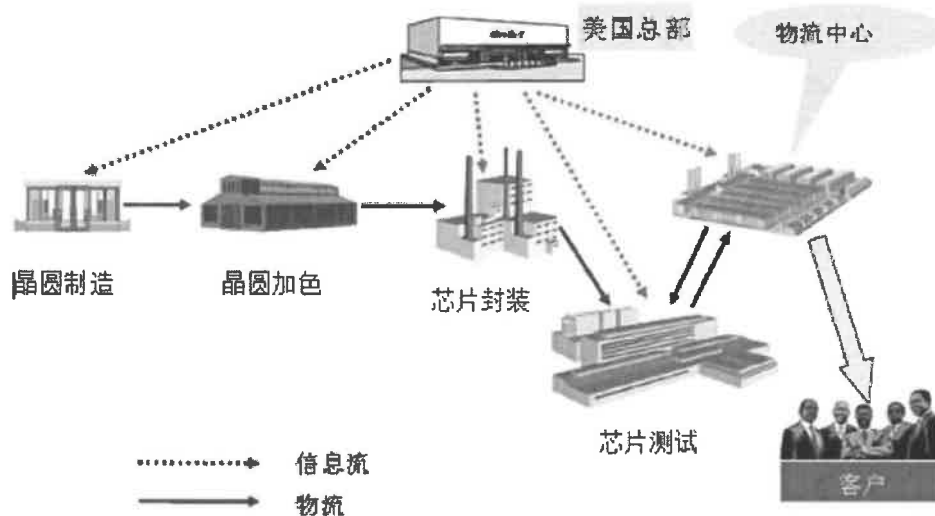 美国总部
物流中心
晶圆制造
晶圆加色
芯片封装
芯片测试
信息流
物流
客户